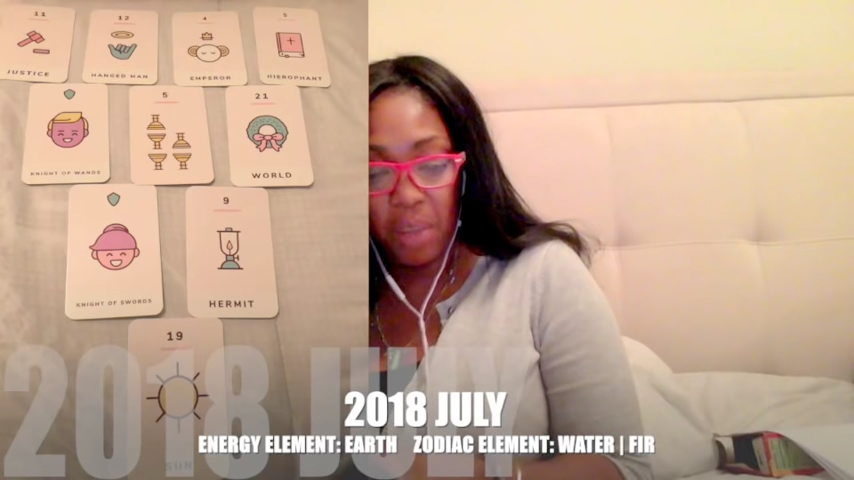 11
JUSTICE
12
HANGED MAN
4
EMPEROR
5
HIEROPHANT
KNIGHT OF WANDS
5
21
WORLD
KNIGHT OF SWORDS
9
HERMIT
19
SUN
2018 JULY
2018 JULY
ENERGY ELEMENT: EARTH ZODIAC ELEMENT: WATER | FIR